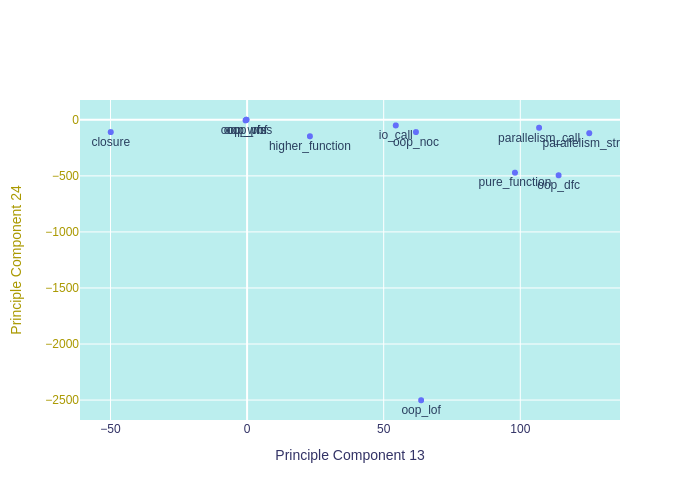 0
−500
−1000
−1500
−2000
−2500
Principle Component 24
closure
higher_function
io_call
oop_noc
parallelism_call
parallelism_str
pure_function
oop_dfc
oop_lof
−50
0
50
100
Principle Component 13